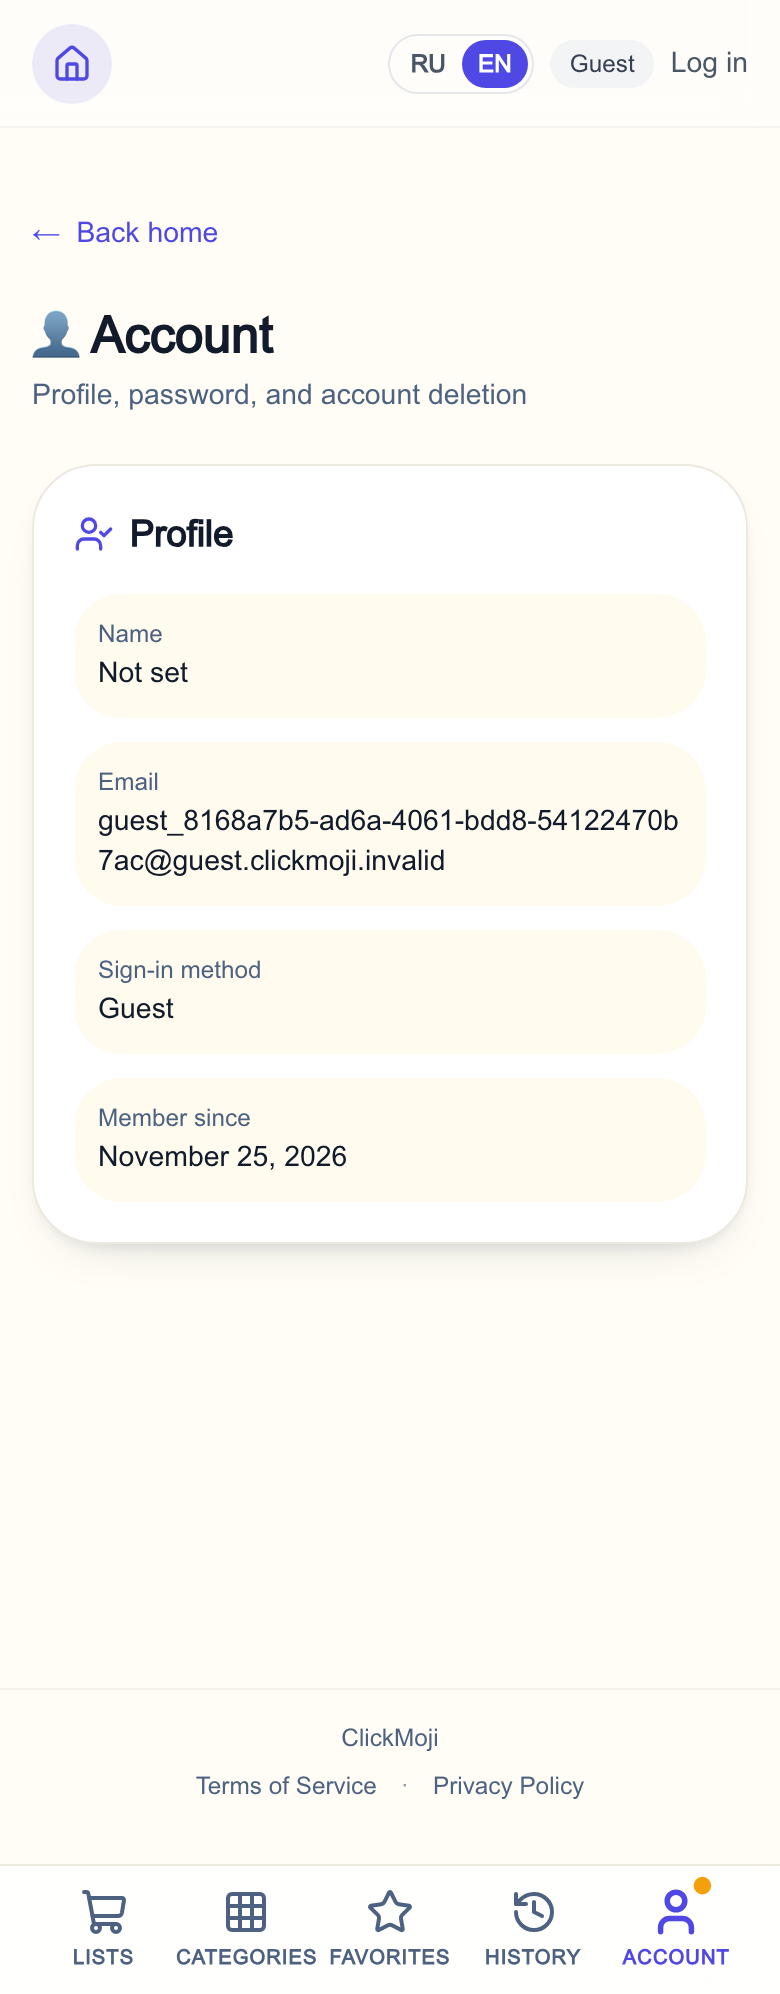 RU EN Guest Log in
← Back home
Account
Profile, password, and account deletion
Profile
Name
Not set
Email
guest_8168a7b5-ad6a-4061-bdd8-54122470b
7ac@guest.clickmoji.invalid
Sign-in method
Guest
Member since
November 25, 2026
ClickMoji
Terms of Service · Privacy Policy
LISTS CATEGORIES FAVORITES HISTORY ACCOUNT